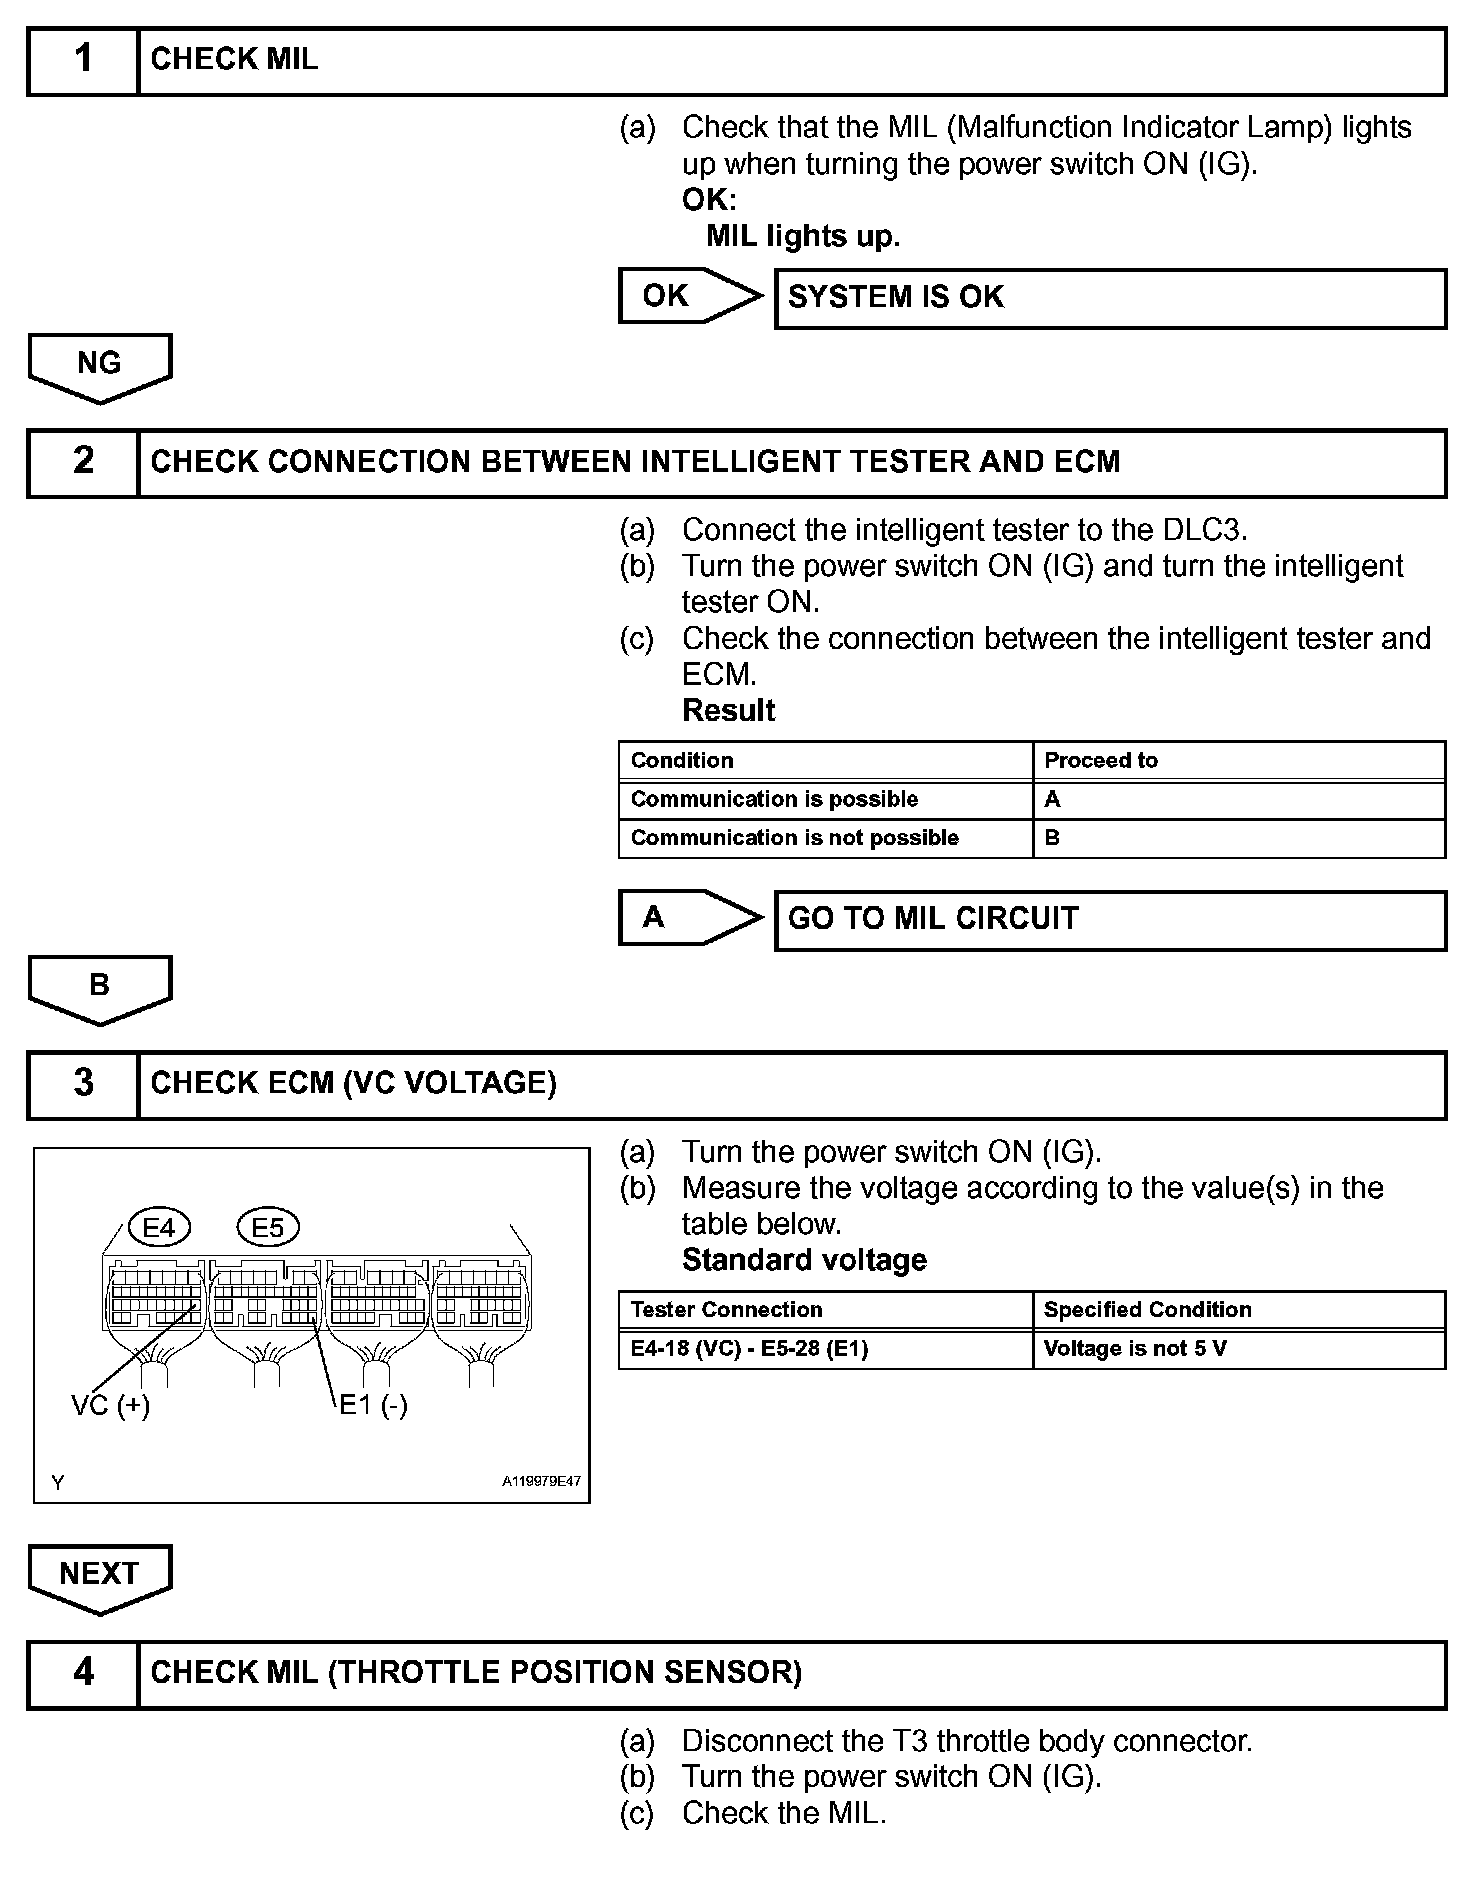 1 CHECK MIL
(a) Check that the MIL (Malfunction Indicator Lamp) lights
up when turning the power switch ON (IG).
OK:
MIL lights up.
OK SYSTEM IS OK
NG
2 CHECK CONNECTION BETWEEN INTELLIGENT TESTER AND ECM
(a) Connect the intelligent tester to the DLC3.
(b) Turn the power switch ON (IG) and turn the intelligent
tester ON.
(c) Check the connection between the intelligent tester and
ECM.
Result
Condition Proceed to
Communication is possible A
Communication is not possible B
A GO TO MIL CIRCUIT
B
3 CHECK ECM (VC VOLTAGE)
E4 E5
VC (+) E1 (-)
Y A119979E47
(a) Turn the power switch ON (IG).
(b) Measure the voltage according to the value(s) in the
table below.
Standard voltage
Tester Connection Specified Condition
E4-18 (VC) - E5-28 (E1) Voltage is not 5 V
NEXT
4 CHECK MIL (THROTTLE POSITION SENSOR)
(a) Disconnect the T3 throttle body connector.
(b) Turn the power switch ON (IG).
(c) Check the MIL.